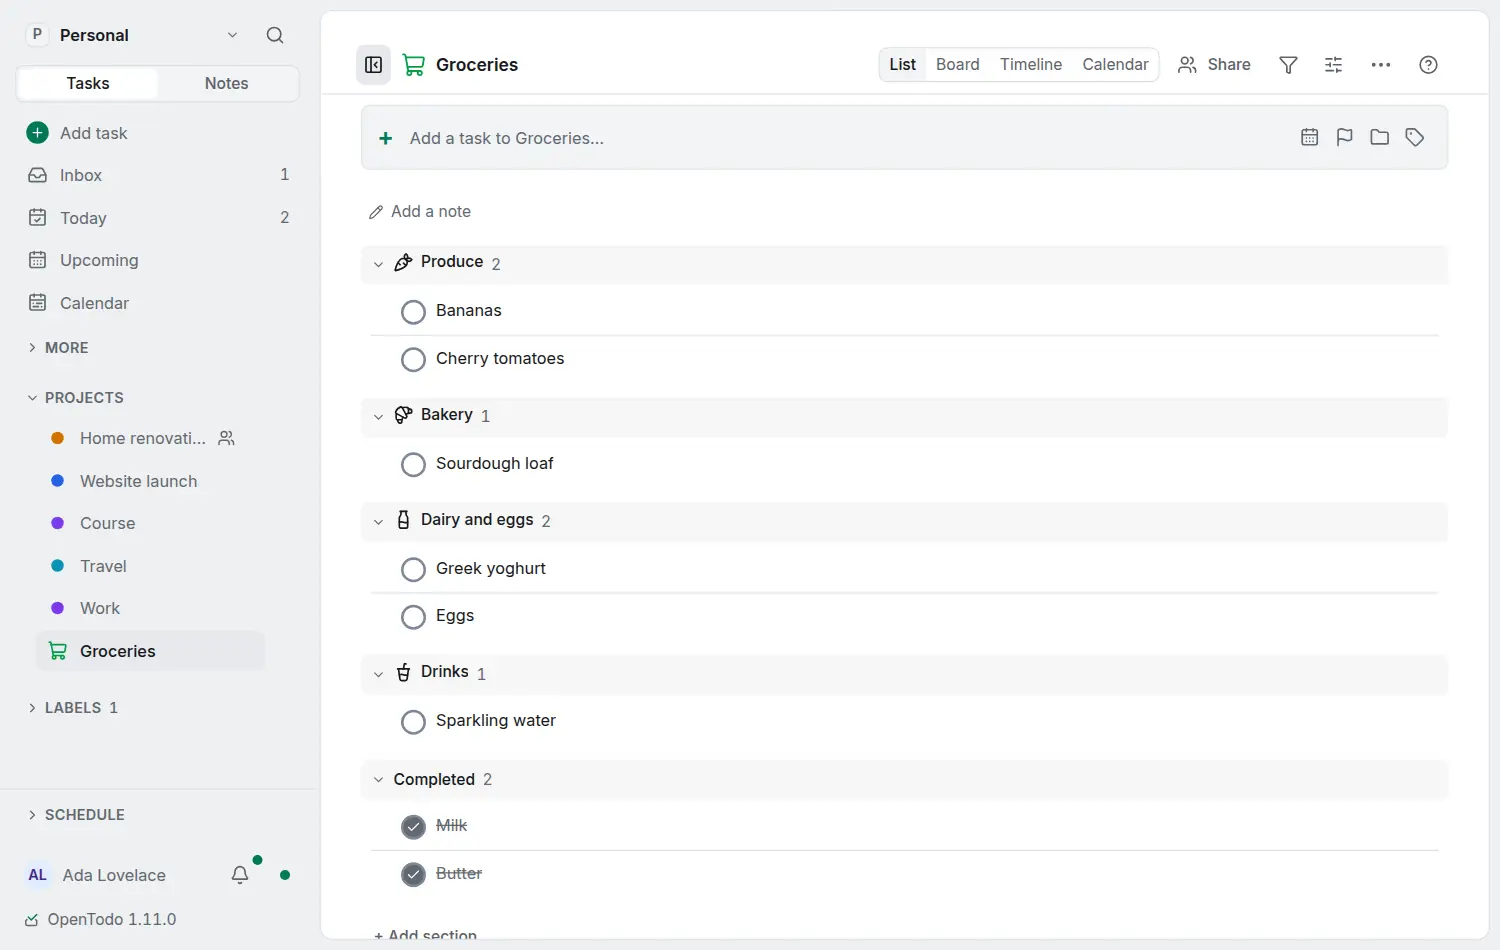 P Personal
Tasks Notes
Add task
Inbox 1
Today 2
Upcoming
Calendar
MORE
PROJECTS
Home renovati...
Website launch
Course
Travel
Work
Groceries
LABELS 1
SCHEDULE
AL Ada Lovelace
OpenTodo 1.11.0
Groceries
List Board Timeline Calendar Share
+ Add a task to Groceries...
Add a note
Produce 2
Bananas
Cherry tomatoes
Bakery 1
Sourdough loaf
Dairy and eggs 2
Greek yoghurt
Eggs
Drinks 1
Sparkling water
Completed 2
Milk
Butter
+ Add section